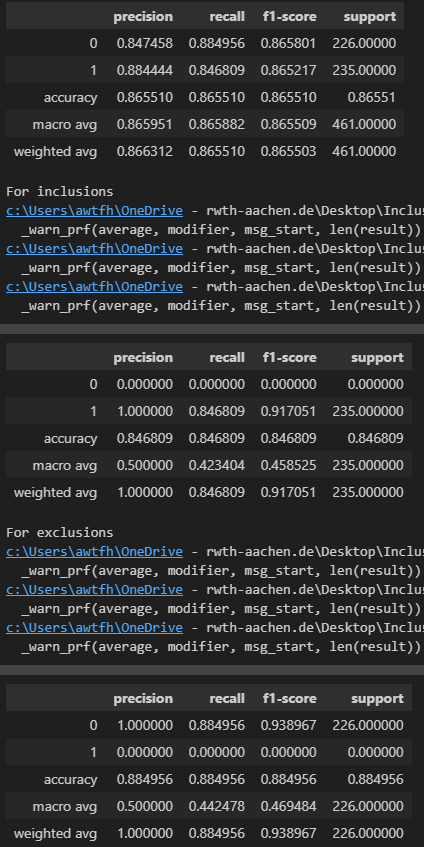 precision recall f1-score support
0 0.847458 0.884956 0.865801 226.00000
1 0.884444 0.846809 0.865217 235.00000
accuracy 0.865510 0.865510 0.865510 0.86551
macro avg 0.865951 0.865882 0.865509 461.00000
weighted avg 0.866312 0.865510 0.865503 461.00000
For inclusions
c:\Users\awtfh\OneDrive - rwth-aachen.de\Desktop\Inclu
_warn_prf(average, modifier, msg_start, len(result))
c:\Users\awtfh\OneDrive - rwth-aachen.de\Desktop\Inclu
_warn_prf(average, modifier, msg_start, len(result))
c:\Users\awtfh\OneDrive - rwth-aachen.de\Desktop\Inclu
_warn_prf(average, modifier, msg_start, len(result))
precision recall f1-score support
0 0.000000 0.000000 0.000000 0.000000
1 1.000000 0.846809 0.917051 235.000000
accuracy 0.846809 0.846809 0.846809 0.846809
macro avg 0.500000 0.423404 0.458525 235.000000
weighted avg 1.000000 0.846809 0.917051 235.000000
For exclusions
c:\Users\awtfh\OneDrive - rwth-aachen.de\Desktop\Inclu
_warn_prf(average, modifier, msg_start, len(result))
c:\Users\awtfh\OneDrive - rwth-aachen.de\Desktop\Inclu
_warn_prf(average, modifier, msg_start, len(result))
c:\Users\awtfh\OneDrive - rwth-aachen.de\Desktop\Inclu
_warn_prf(average, modifier, msg_start, len(result))
precision recall f1-score support
0 1.000000 0.884956 0.938967 226.000000
1 0.000000 0.000000 0.000000 0.000000
accuracy 0.884956 0.884956 0.884956 0.884956
macro avg 0.500000 0.442478 0.469484 226.000000
weighted avg 1.000000 0.884956 0.938967 226.000000